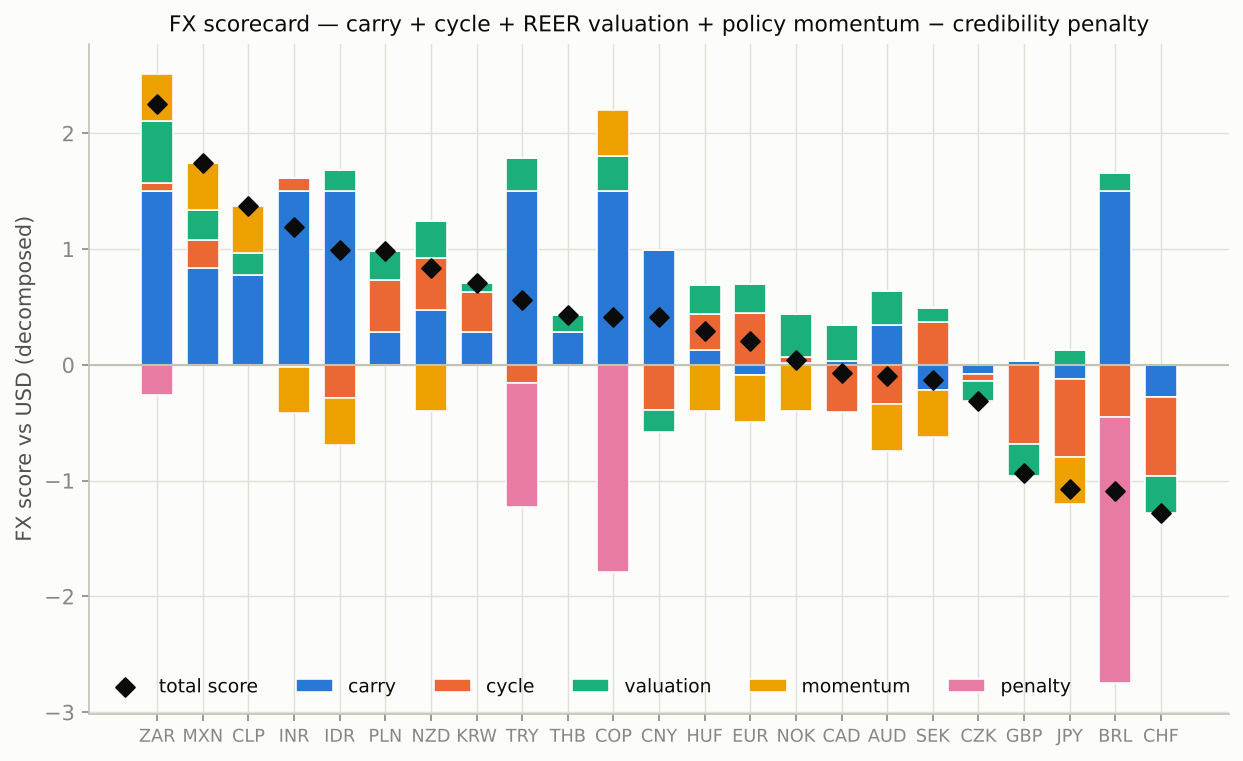 FX scorecard — carry + cycle + REER valuation + policy momentum − credibility penalty
FX score vs USD (decomposed)
2
1
0
−1
−2
−3
total score carry cycle valuation momentum penalty
ZAR MXN CLP INR IDR PLN NZD KRW TRY THB COP CNY HUF EUR NOK CAD AUD SEK CZK GBP JPY BRL CHF